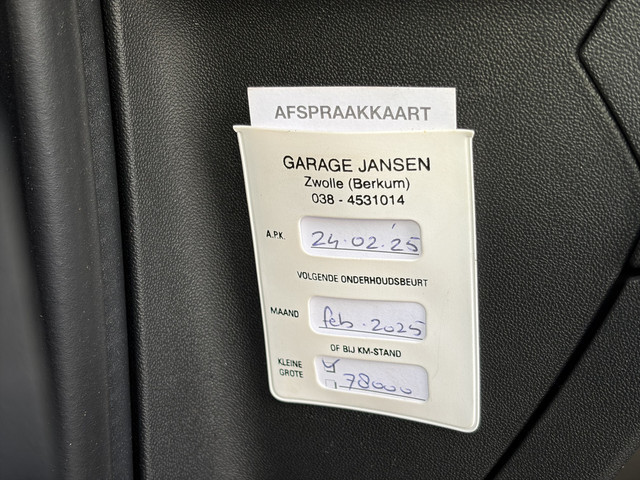 AFSPRAAKKAART
GARAGE JANSEN
Zwolle (Berkum)
038 - 4531014
A.P.K. 24.02.'25
VOLGENDE ONDERHOUDSBEURT
MAAND feb. 2025
OF BIJ KM-STAND
KLEINE
GROTE 78000